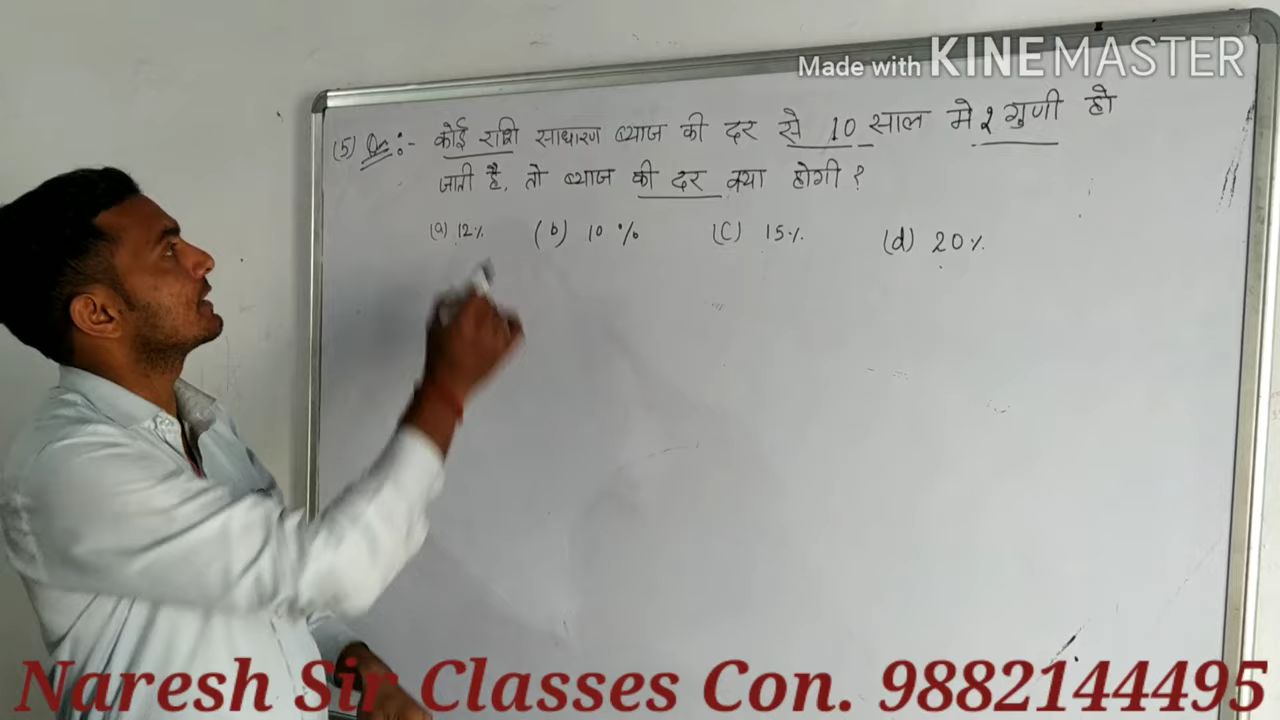 Made with KINEMASTER
(5) Qn:- कोई राशि साधारण ब्याज की दर से 10 साल मे 2 गुणी हो
जाती है, तो ब्याज की दर क्या होगी ?
(a) 12% (b) 10 % (C) 15% (d) 20%
Naresh Sir Classes Con. 9882144495